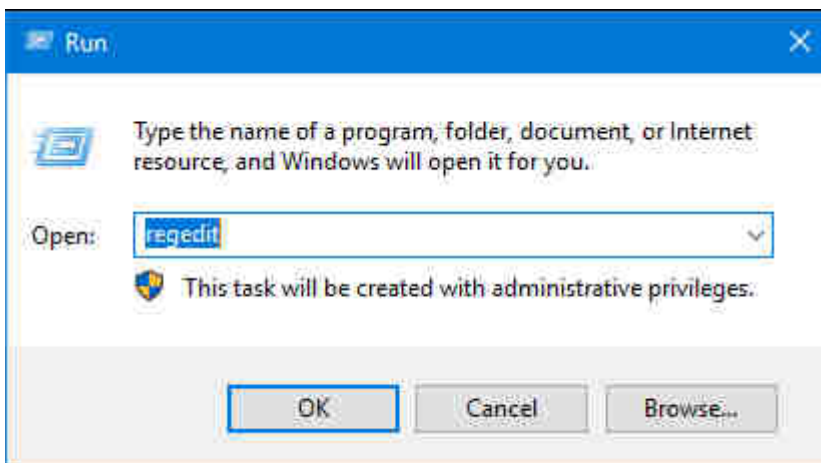 Run
Type the name of a program, folder, document, or Internet
resource, and Windows will open it for you.
Open: regedit
This task will be created with administrative privileges.
OK Cancel Browse...